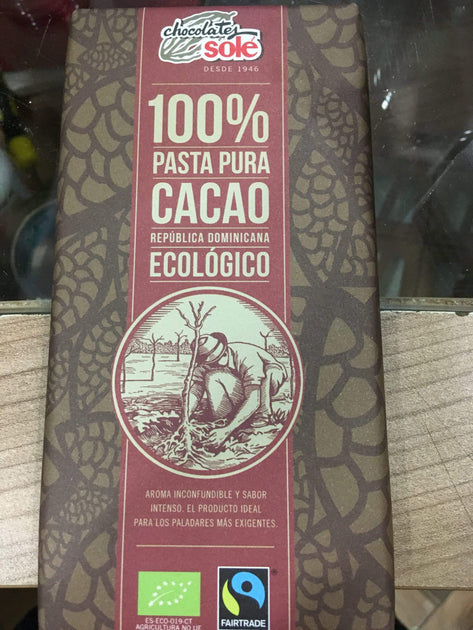 chocolates
solé
DESDE 1946
100%
PASTA PURA
CACAO
REPÚBLICA DOMINICANA
ECOLÓGICO
AROMA INCONFUNDIBLE Y SABOR
INTENSO. EL PRODUCTO IDEAL
PARA LOS PALADARES MÁS EXIGENTES.
ES-ECO-019-CT
AGRICULTURA NO UE
FAIRTRADE